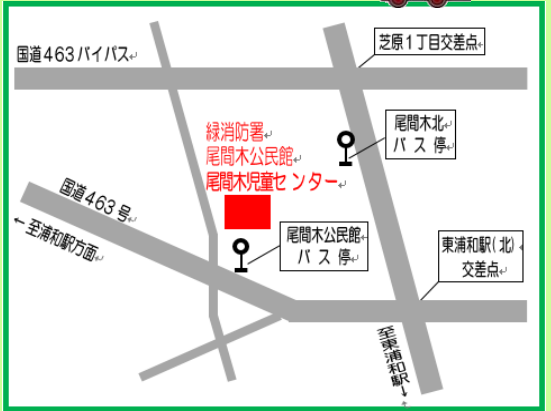 国道463バイパス
芝原1丁目交差点
緑消防署
尾間木公民館
尾間木児童センター
尾間木北
バス停
国道463号
←至浦和駅方面
尾間木公民館
バス停
東浦和駅(北)
交差点
至東浦和駅→